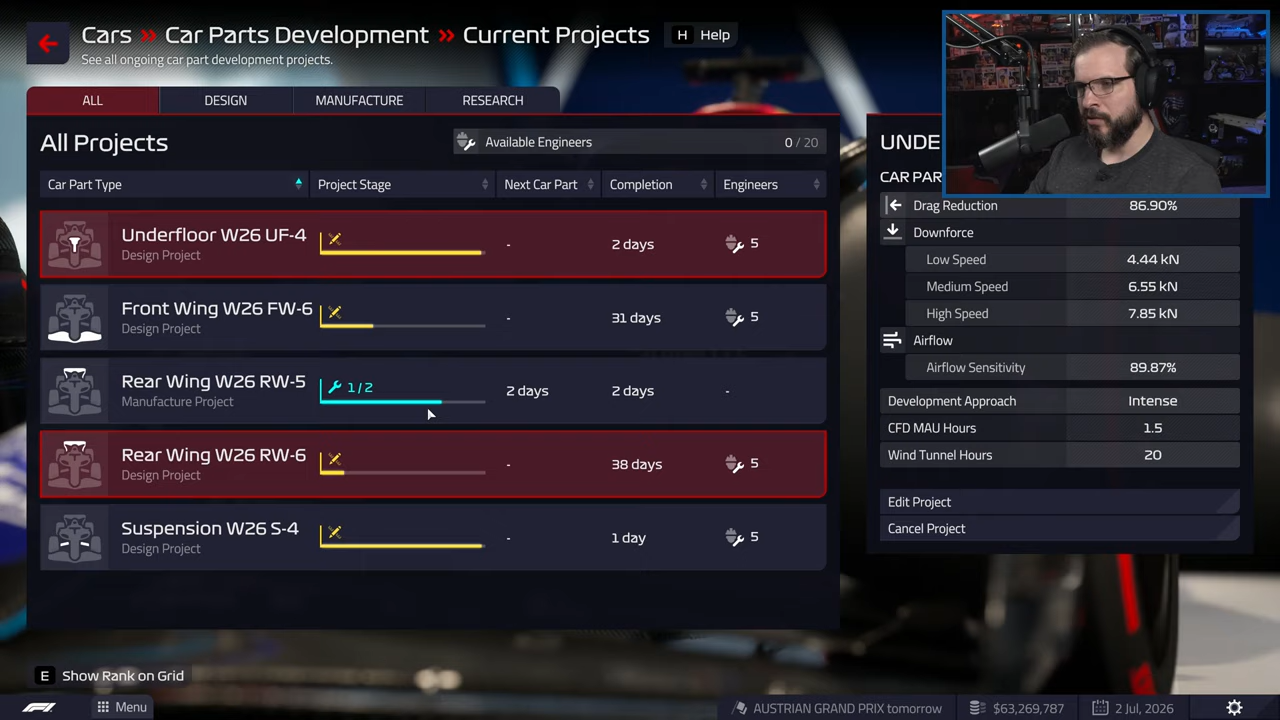 Cars » Car Parts Development » Current Projects H Help
See all ongoing car part development projects.
ALL DESIGN MANUFACTURE RESEARCH
All Projects
Available Engineers 0 / 20
Car Part Type Project Stage Next Car Part Completion Engineers
Underfloor W26 UF-4
Design Project
- 2 days 5
Front Wing W26 FW-6
Design Project
- 31 days 5
Rear Wing W26 RW-5
Manufacture Project
1/2 2 days 2 days -
Rear Wing W26 RW-6
Design Project
- 38 days 5
Suspension W26 S-4
Design Project
- 1 day 5
UNDE
CAR PAR
Drag Reduction 86.90%
Downforce
Low Speed 4.44 kN
Medium Speed 6.55 kN
High Speed 7.85 kN
Airflow
Airflow Sensitivity 89.87%
Development Approach Intense
CFD MAU Hours 1.5
Wind Tunnel Hours 20
Edit Project
Cancel Project
E Show Rank on Grid
Menu
AUSTRIAN GRAND PRIX tomorrow $63,269,787 2 Jul, 2026